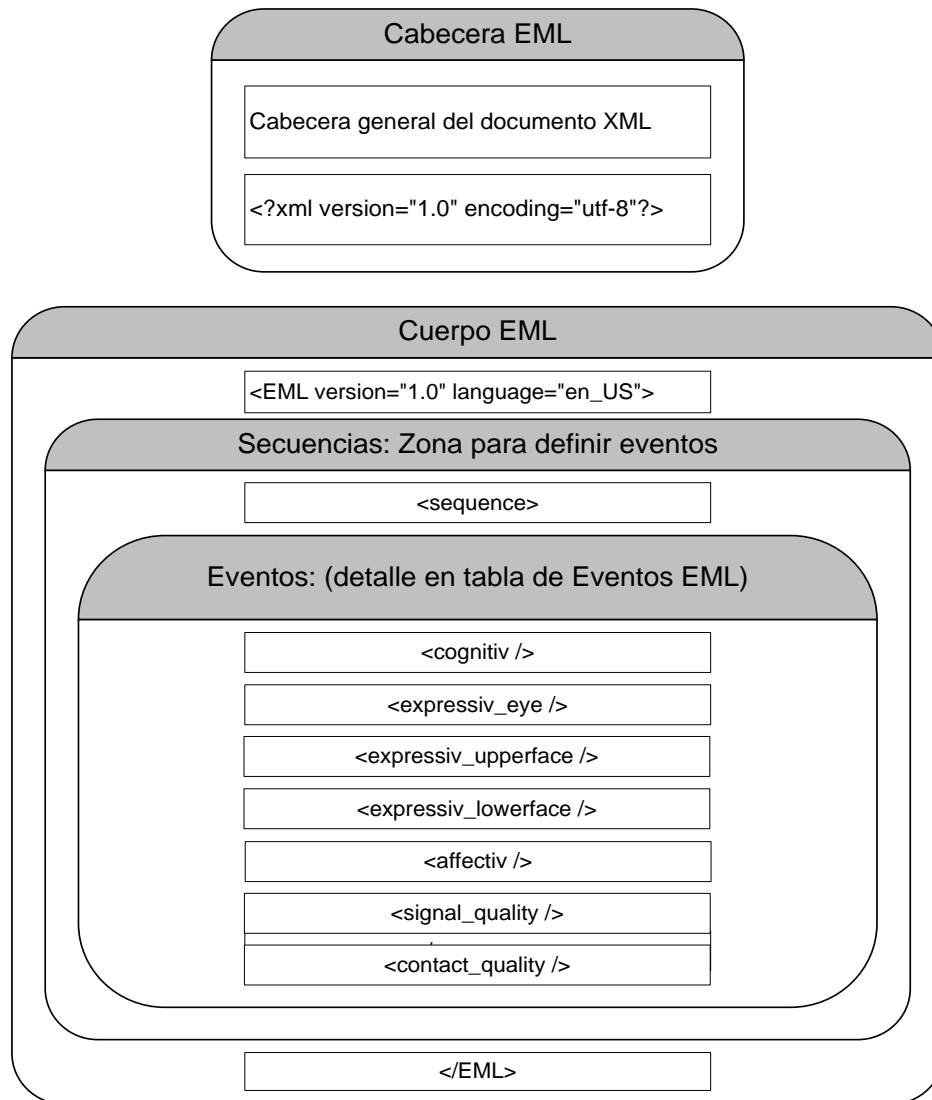 Cabecera EML
Cabecera general del documento XML
<?xml version="1.0" encoding="utf-8"?>
Cuerpo EML
<EML version="1.0" language="en_US">
Secuencias: Zona para definir eventos
<sequence>
Eventos: (detalle en tabla de Eventos EML)
<cognitiv />
<expressiv_eye />
<expressiv_upperface />
<expressiv_lowerface />
<affectiv />
<signal_quality />
<contact_quality />
</EML>